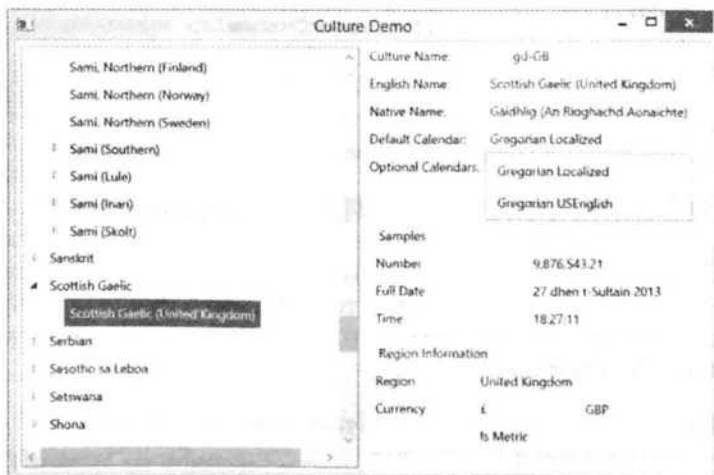 Culture Demo
Sami, Northern (Finland)
Sami, Northern (Norway)
Sami, Northern (Sweden)
Sami (Southern)
Sami (Lule)
Sami (Inari)
Sami (Skolt)
Sanskrit
Scottish Gaelic
Scottish Gaelic (United Kingdom)
Serbian
Sesotho sa Leboa
Setswana
Shona
Culture Name: gd-GB
English Name: Scottish Gaelic (United Kingdom)
Native Name: Gàidhlig (An Rìoghachd Aonaichte)
Default Calendar: Gregorian Localized
Optional Calendars: Gregorian Localized
Gregorian USEnglish
Samples
Number 9,876,543.21
Full Date 27 dhen t-Sultain 2013
Time 18:27:11
Region Information
Region United Kingdom
Currency £ GBP
Is Metric